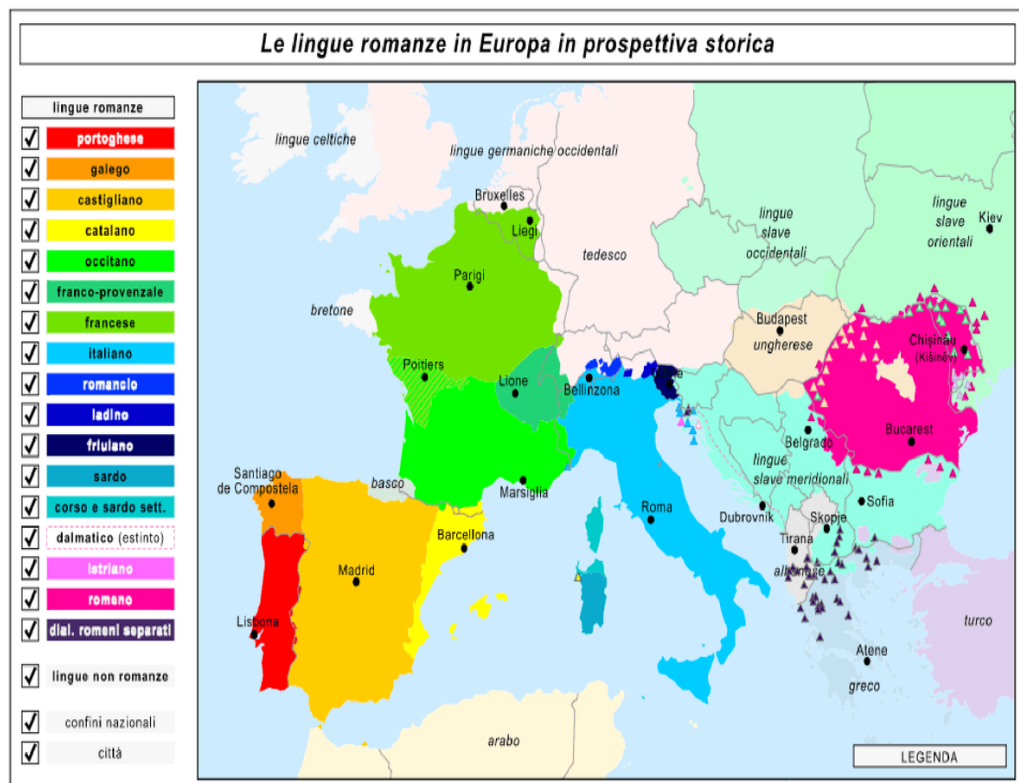 Le lingue romanze in Europa in prospettiva storica
lingue romanze
portoghese
galego
castigliano
catalano
occitano
franco-provenzale
francese
italiano
romancio
ladino
friulano
sardo
corso e sardo sett.
dalmatico (estinto)
istriano
romeno
dial. romeni separati
lingue non romanze
confini nazionali
città
lingue celtiche
lingue germaniche occidentali
Bruxelles
Liegi
tedesco
lingue
slave
occidentali
lingue
slave
orientali
Kiev
Parigi
bretone
Budapest
ungherese
Chişinău
(Kišinëv)
Poitiers
Lione
Bellinzona
Bucarest
Belgrado
lingue
slave meridionali
Santiago
de Compostela
basco
Marsiglia
Roma
Dubrovnik
Sofia
Skopje
Tirana
albanese
Barcellona
Madrid
Lisbona
turco
Atene
greco
arabo
LEGENDA